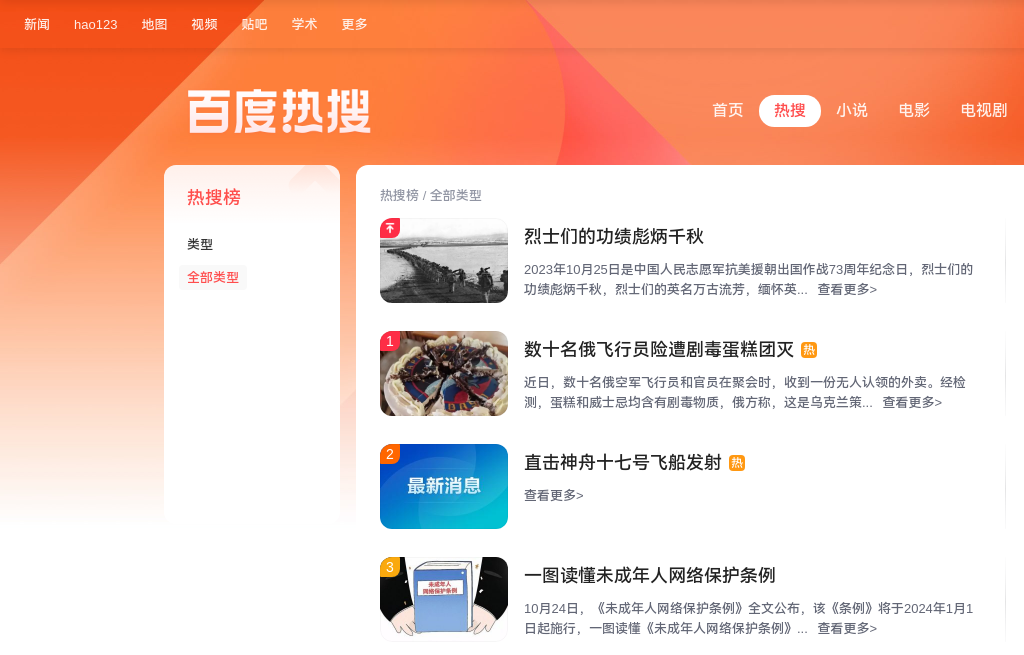 新闻 hao123 地图 视频 贴吧 学术 更多
百度热搜
首页 热搜 小说 电影 电视剧
热搜榜
类型
全部类型
热搜榜 / 全部类型
烈士们的功绩彪炳千秋
2023年10月25日是中国人民志愿军抗美援朝出国作战73周年纪念日，烈士们的
功绩彪炳千秋，烈士们的英名万古流芳，缅怀英... 查看更多>
1
数十名俄飞行员险遭剧毒蛋糕团灭 热
近日，数十名俄空军飞行员和官员在聚会时，收到一份无人认领的外卖。经检
测，蛋糕和威士忌均含有剧毒物质，俄方称，这是乌克兰策... 查看更多>
2
最新消息
直击神舟十七号飞船发射 热
查看更多>
3
未成年人
网络保护条例
一图读懂未成年人网络保护条例
10月24日，《未成年人网络保护条例》全文公布，该《条例》将于2024年1月1
日起施行，一图读懂《未成年人网络保护条例》... 查看更多>